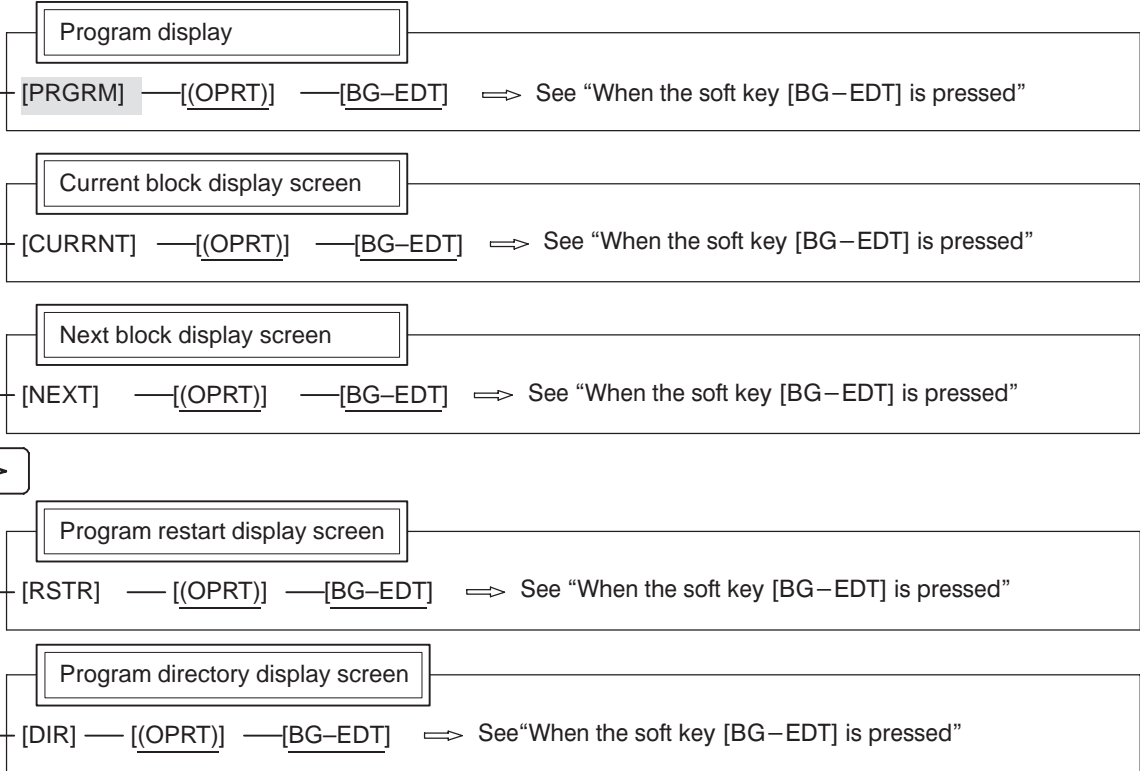 Program display
[PRGRM] [(OPRT)] [BG–EDT] See “When the soft key [BG−EDT] is pressed”
Current block display screen
[CURRNT] [(OPRT)] [BG–EDT] See “When the soft key [BG−EDT] is pressed”
Next block display screen
[NEXT] [(OPRT)] [BG–EDT] See “When the soft key [BG−EDT] is pressed”
Program restart display screen
[RSTR] [(OPRT)] [BG–EDT] See “When the soft key [BG−EDT] is pressed”
Program directory display screen
[DIR] [(OPRT)] [BG–EDT] See“When the soft key [BG−EDT] is pressed”